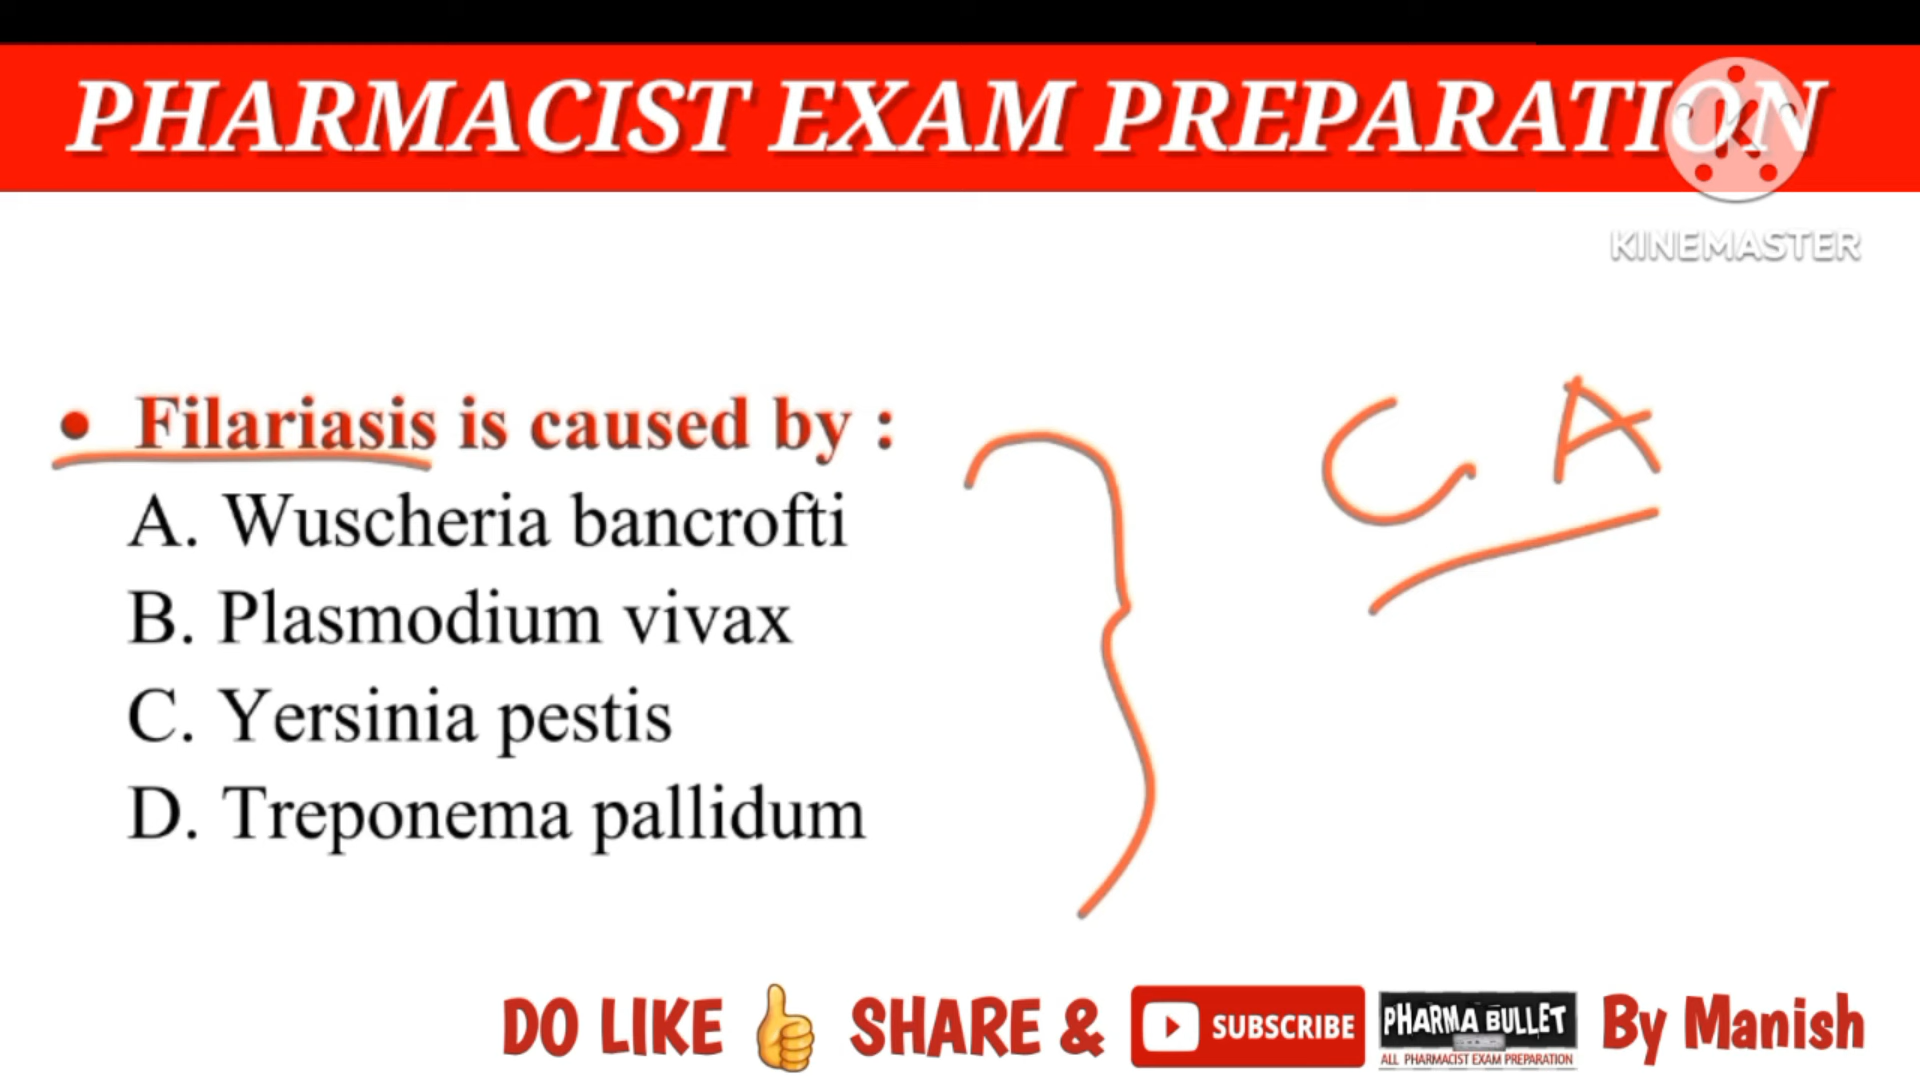 PHARMACIST EXAM PREPARATION
KINEMASTER
• Filariasis is caused by :
C A
A. Wuscheria bancrofti
B. Plasmodium vivax
C. Yersinia pestis
D. Treponema pallidum
DO LIKE 👍 SHARE & SUBSCRIBE PHARMA BULLET By Manish
ALL PHARMACIST EXAM PREPARATION